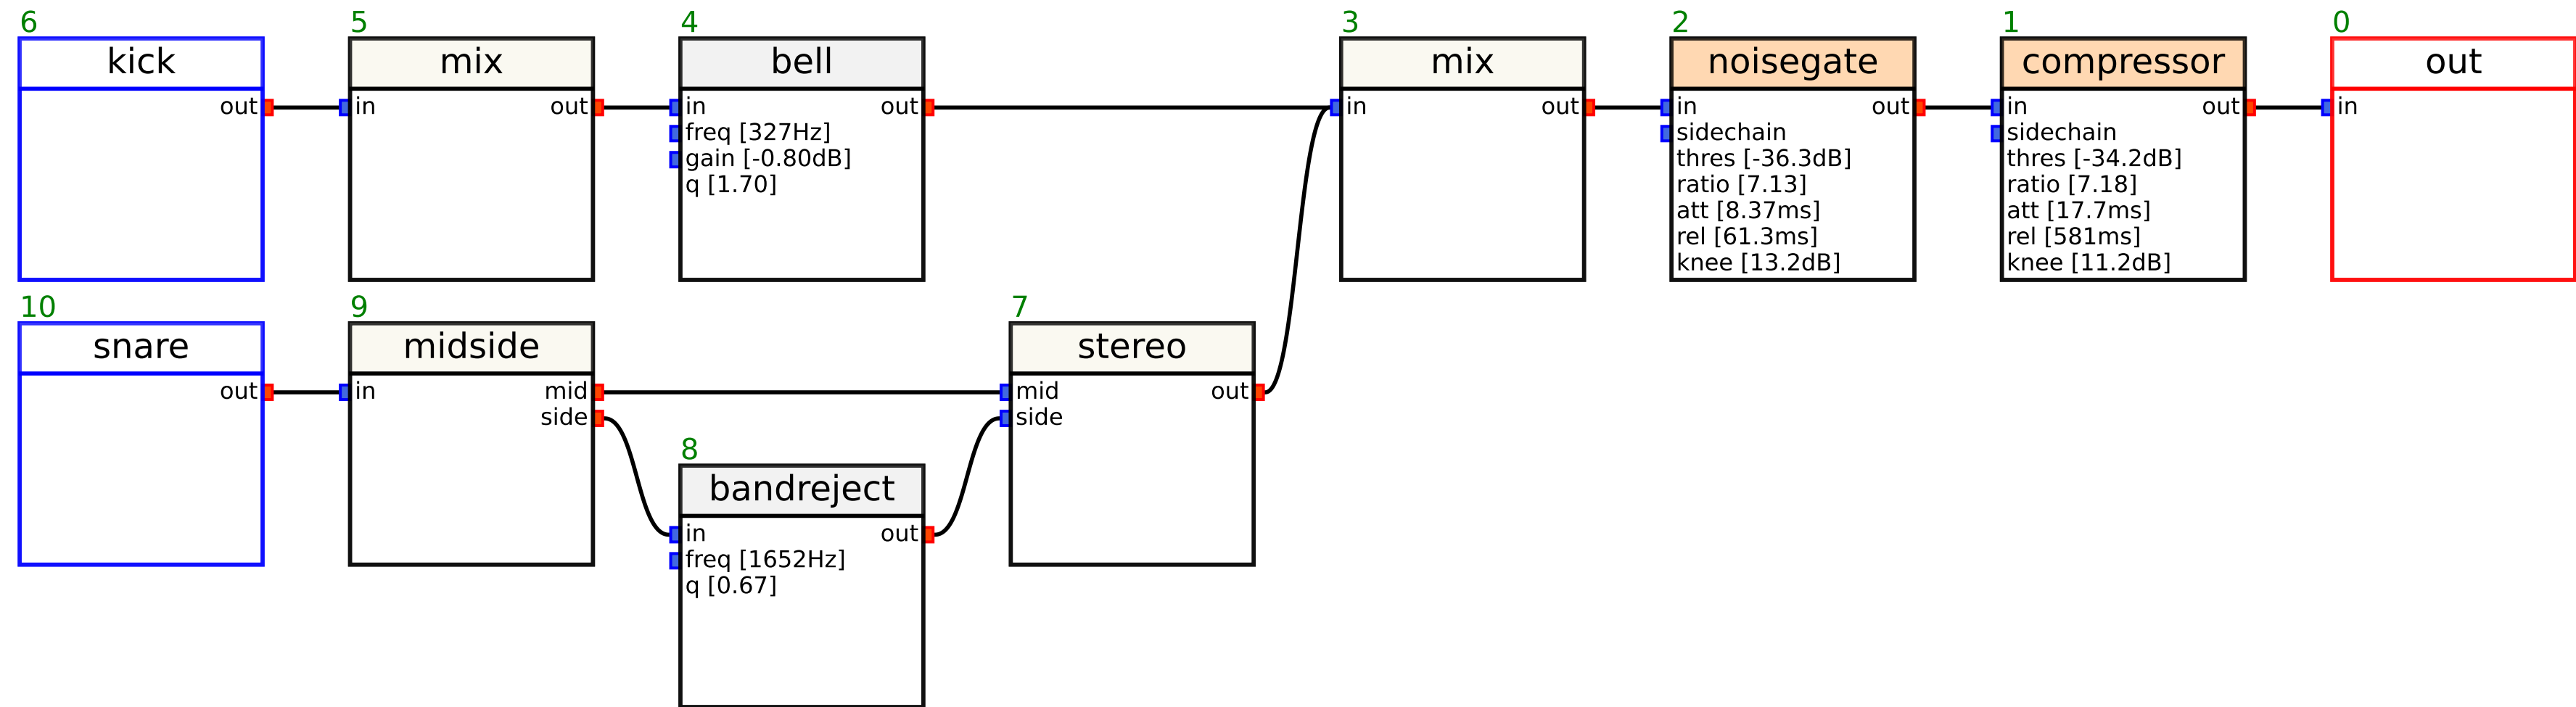 6
kick
out
5
mix
in out
4
bell
in out
freq [327Hz]
gain [-0.80dB]
q [1.70]
3
mix
in out
2
noisegate
in out
sidechain
thres [-36.3dB]
ratio [7.13]
att [8.37ms]
rel [61.3ms]
knee [13.2dB]
1
compressor
in out
sidechain
thres [-34.2dB]
ratio [7.18]
att [17.7ms]
rel [581ms]
knee [11.2dB]
0
out
in
10
snare
out
9
midside
in mid
side
8
bandreject
in out
freq [1652Hz]
q [0.67]
7
stereo
mid out
side